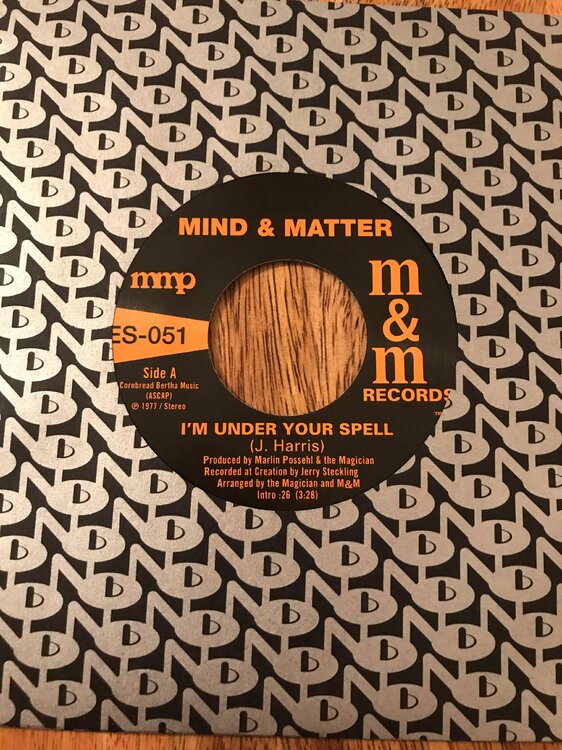 MIND & MATTER
mmp
m
&
m
RECORDS
ES-051
Side A
Cornbread Bertha Music
(ASCAP)
℗ 1977 / Stereo
TM
I'M UNDER YOUR SPELL
(J. Harris)
Produced by Marlin Possehl & the Magician
Recorded at Creation by Jerry Steckling
Arranged by the Magician and M&M
Intro :26 (3:28)